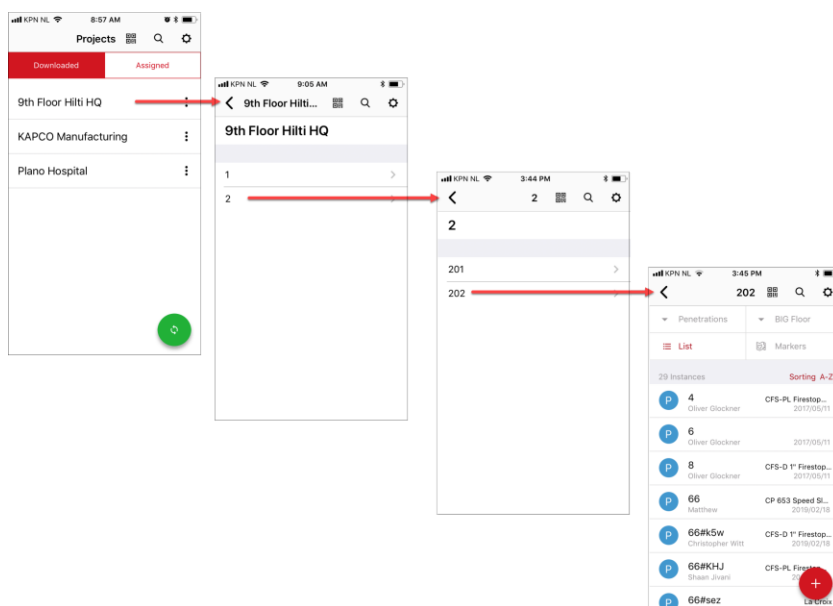 KPN NL 8:57 AM
Projects
Downloaded Assigned
9th Floor Hilti HQ
KAPCO Manufacturing
Plano Hospital
KPN NL 9:05 AM
9th Floor Hilti...
9th Floor Hilti HQ
1
2
KPN NL 3:44 PM
2
2
201
202
KPN NL 3:45 PM
202
Penetrations BIG Floor
List Markers
29 Instances Sorting A-Z
P 4 CFS-PL Firestop...
Oliver Glockner 2017/05/11
P 6
Oliver Glockner 2017/05/11
P 8 CFS-D 1" Firestop...
Oliver Glockner 2017/05/11
P 66 CP 653 Speed Sl...
Matthew 2019/02/18
P 66#k5w CFS-D 1" Firestop...
Christopher Witt 2019/02/18
P 66#KHJ CFS-PL
Shaan Jivani
P 66#sez La Croix